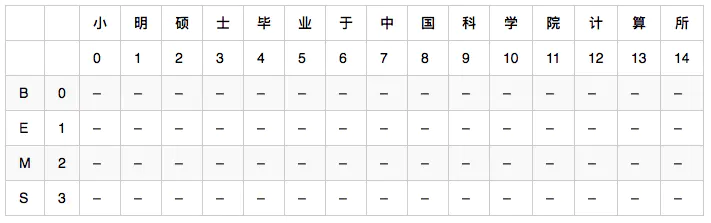 小 明 硕 士 毕 业 于 中 国 科 学 院 计 算 所
0 1 2 3 4 5 6 7 8 9 10 11 12 13 14
B 0 – – – – – – – – – – – – – – –
E 1 – – – – – – – – – – – – – – –
M 2 – – – – – – – – – – – – – – –
S 3 – – – – – – – – – – – – – – –